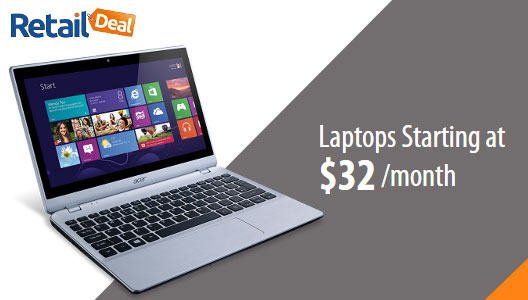 Retail Deal
Start
acer
Laptops Starting at
$32 /month